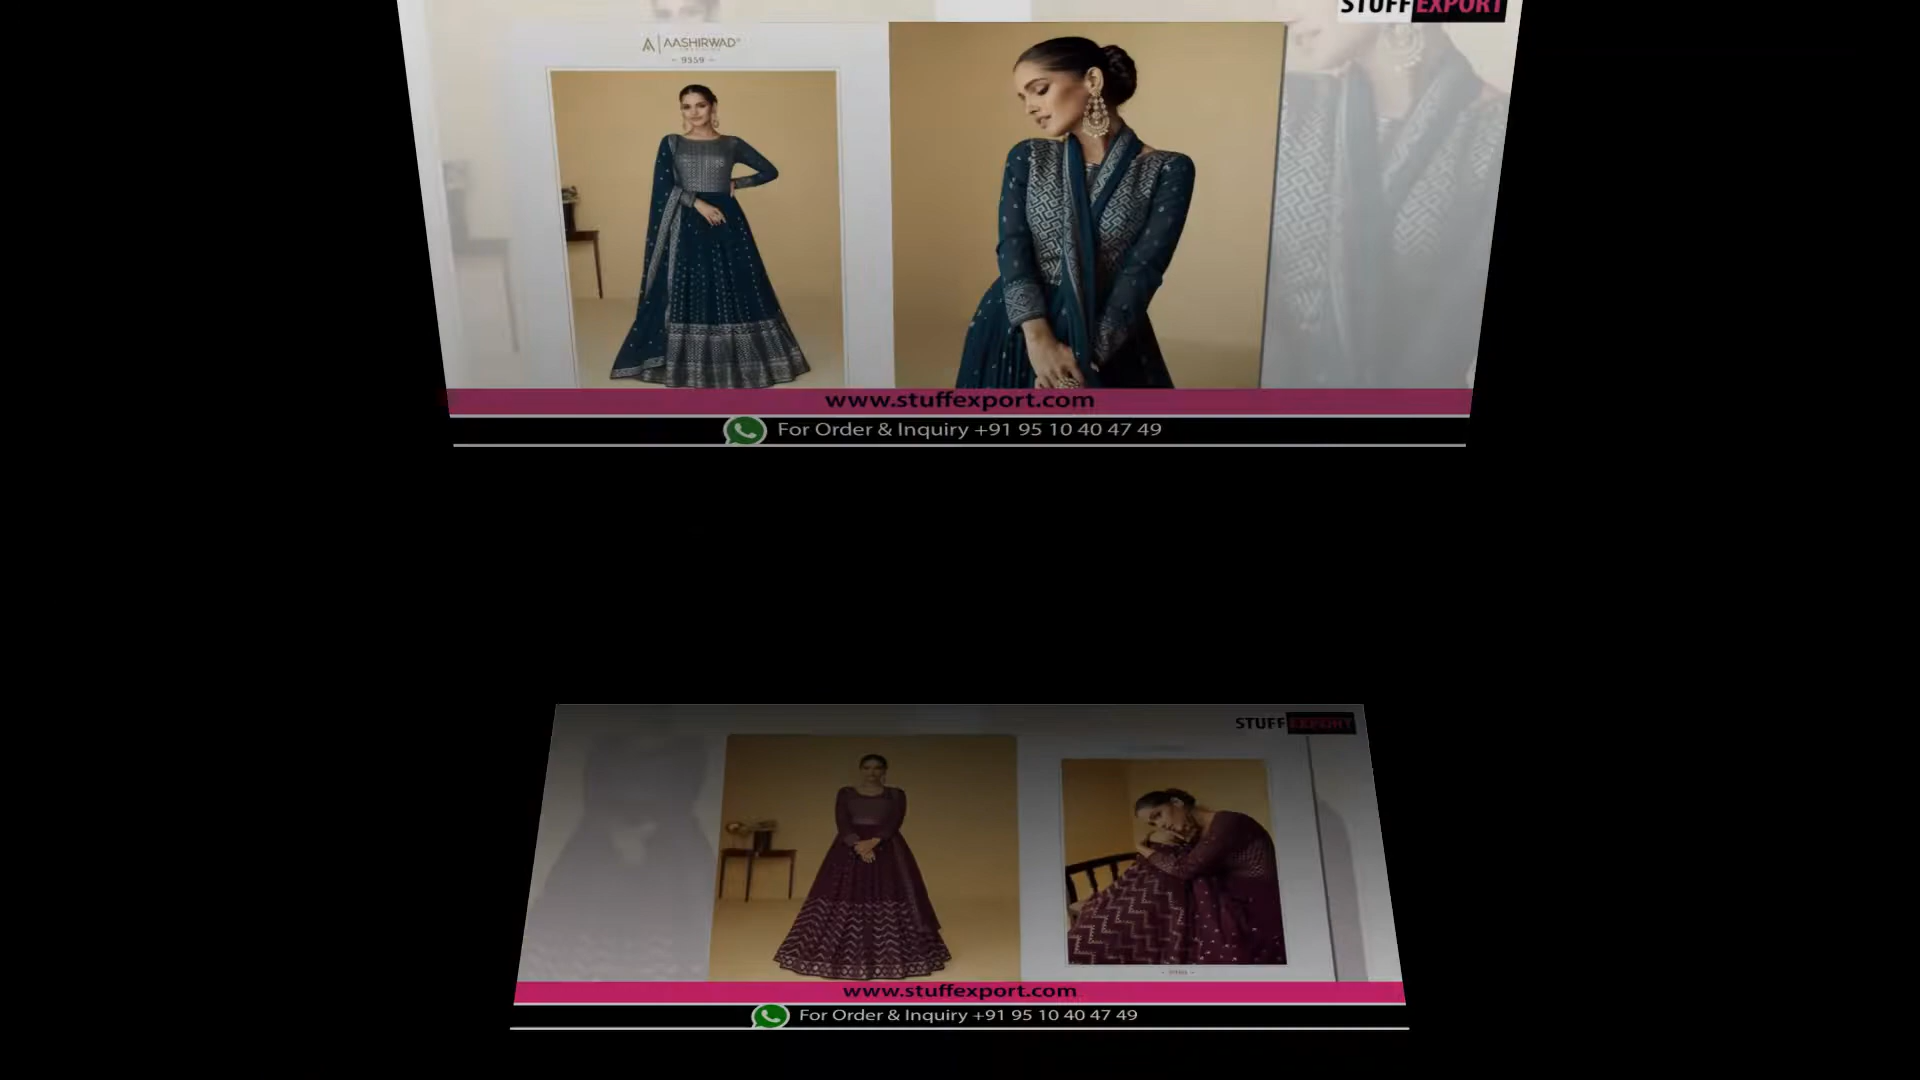 STUFF EXPORT
AASHIRWAD
- 9559 -
www.stuffexport.com
For Order & Inquiry +91 95 10 40 47 49
STUFF EXPORT
www.stuffexport.com
For Order & Inquiry +91 95 10 40 47 49